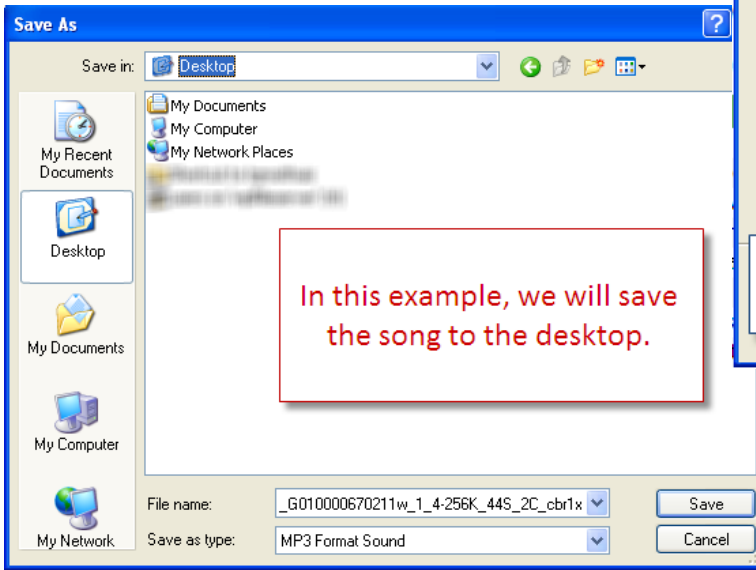 Save As
?
Save in: Desktop
My Documents
My Computer
My Network Places
My Recent
Documents
Desktop
My Documents
My Computer
My Network
In this example, we will save
the song to the desktop.
File name: _G010000670211w_1_4-256K_44S_2C_cbr1x Save
Save as type: MP3 Format Sound Cancel